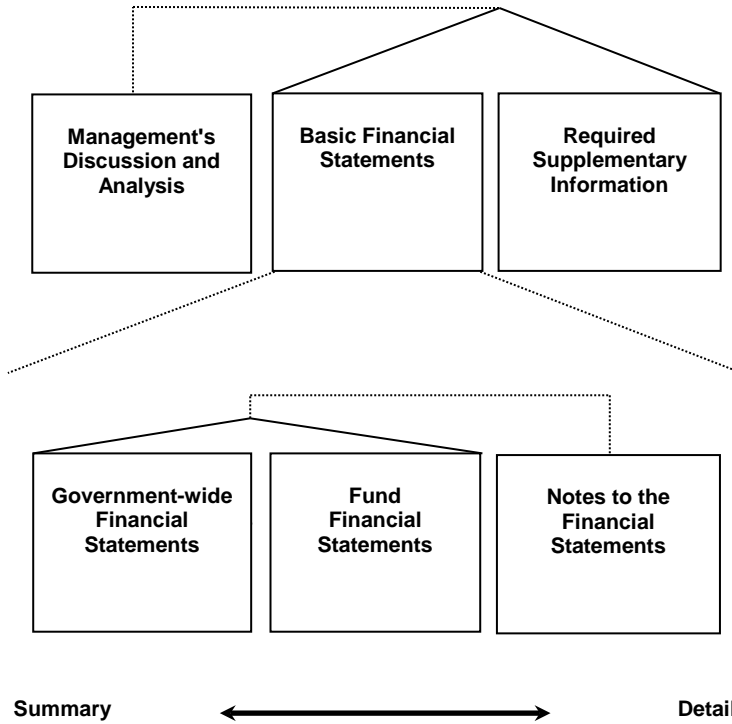 Management's
Discussion and
Analysis
Basic Financial
Statements
Required
Supplementary
Information
Government-wide
Financial
Statements
Fund
Financial
Statements
Notes to the
Financial
Statements
Summary
Detail